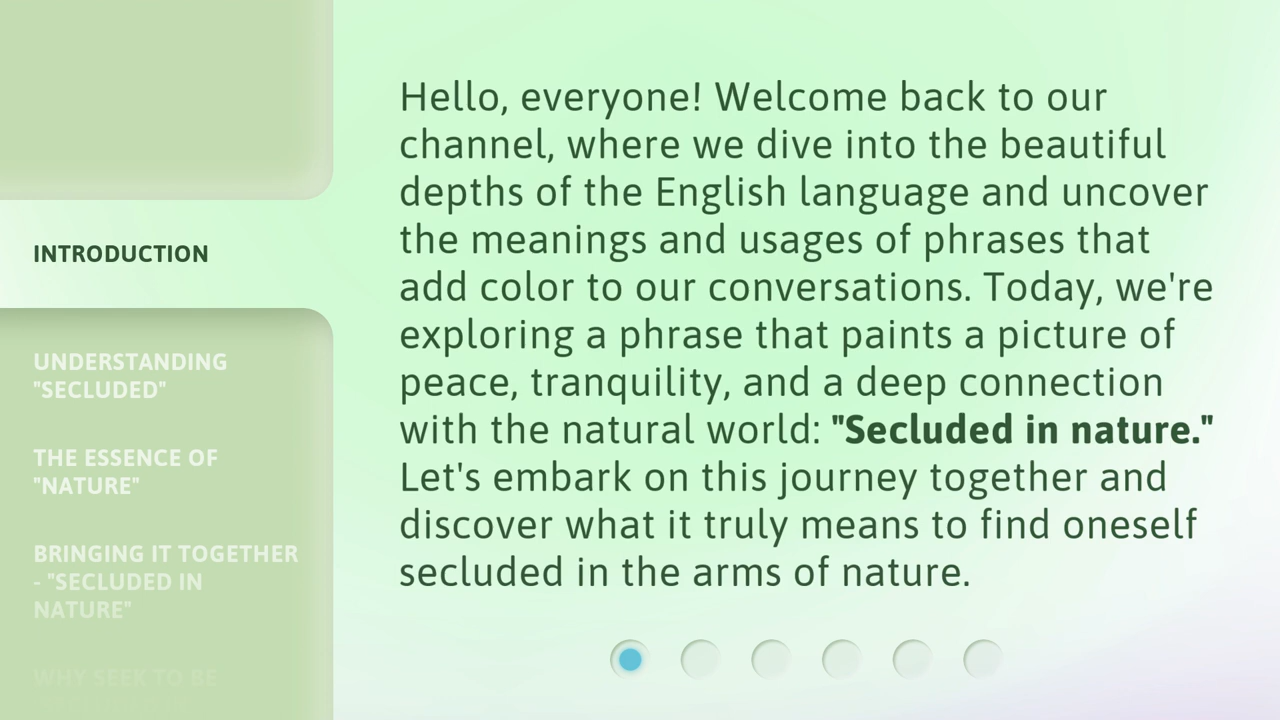 INTRODUCTION
UNDERSTANDING
"SECLUDED"
THE ESSENCE OF
"NATURE"
BRINGING IT TOGETHER
- "SECLUDED IN
NATURE"
WHY SEEK TO BE
Hello, everyone! Welcome back to our
channel, where we dive into the beautiful
depths of the English language and uncover
the meanings and usages of phrases that
add color to our conversations. Today, we're
exploring a phrase that paints a picture of
peace, tranquility, and a deep connection
with the natural world: "Secluded in nature."
Let's embark on this journey together and
discover what it truly means to find oneself
secluded in the arms of nature.